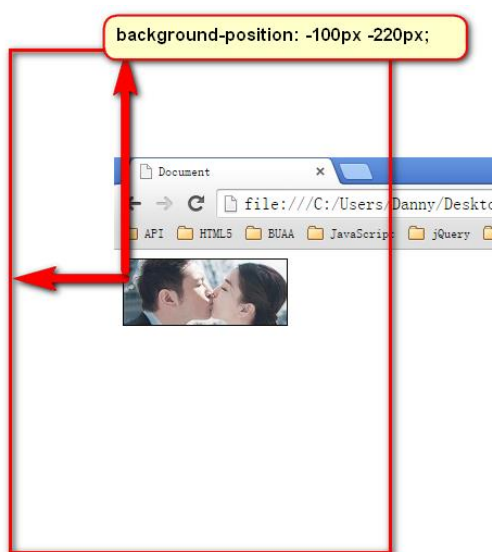 background-position: -100px -220px;
Document
file:///C:/Users/Danny/Deskto
API HTML5 BUAA JavaScript jQuery